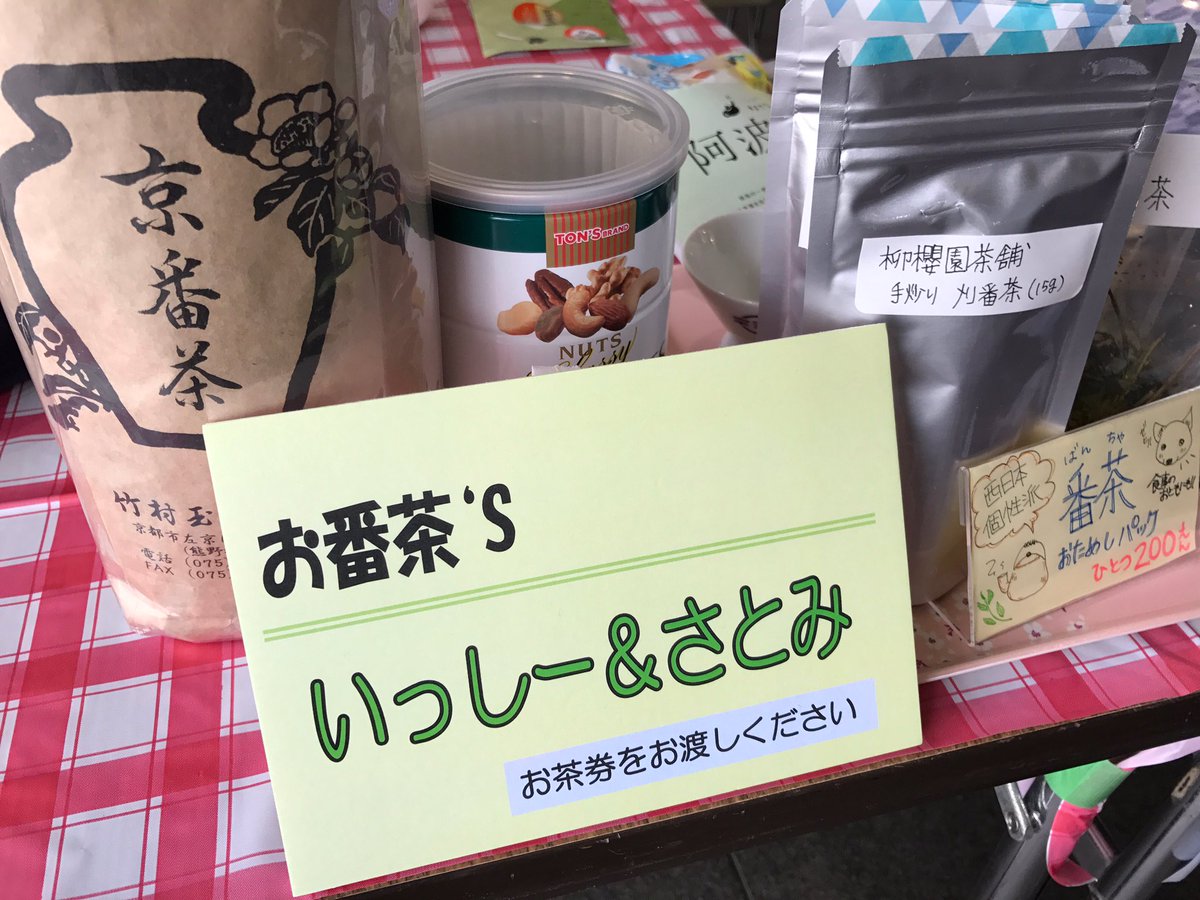 京番茶
竹村玉
京都市左京
電話 (075
FAX (075
TON'S BRAND
NUTS
阿波
柳櫻園茶舗
手炒り 刈番茶(15g)
茶
西日本
個性派
ばん ちゃ
番茶
おためしパック
ひとつ200えん
お番茶'S
いっしー&さとみ
お茶券をお渡しください